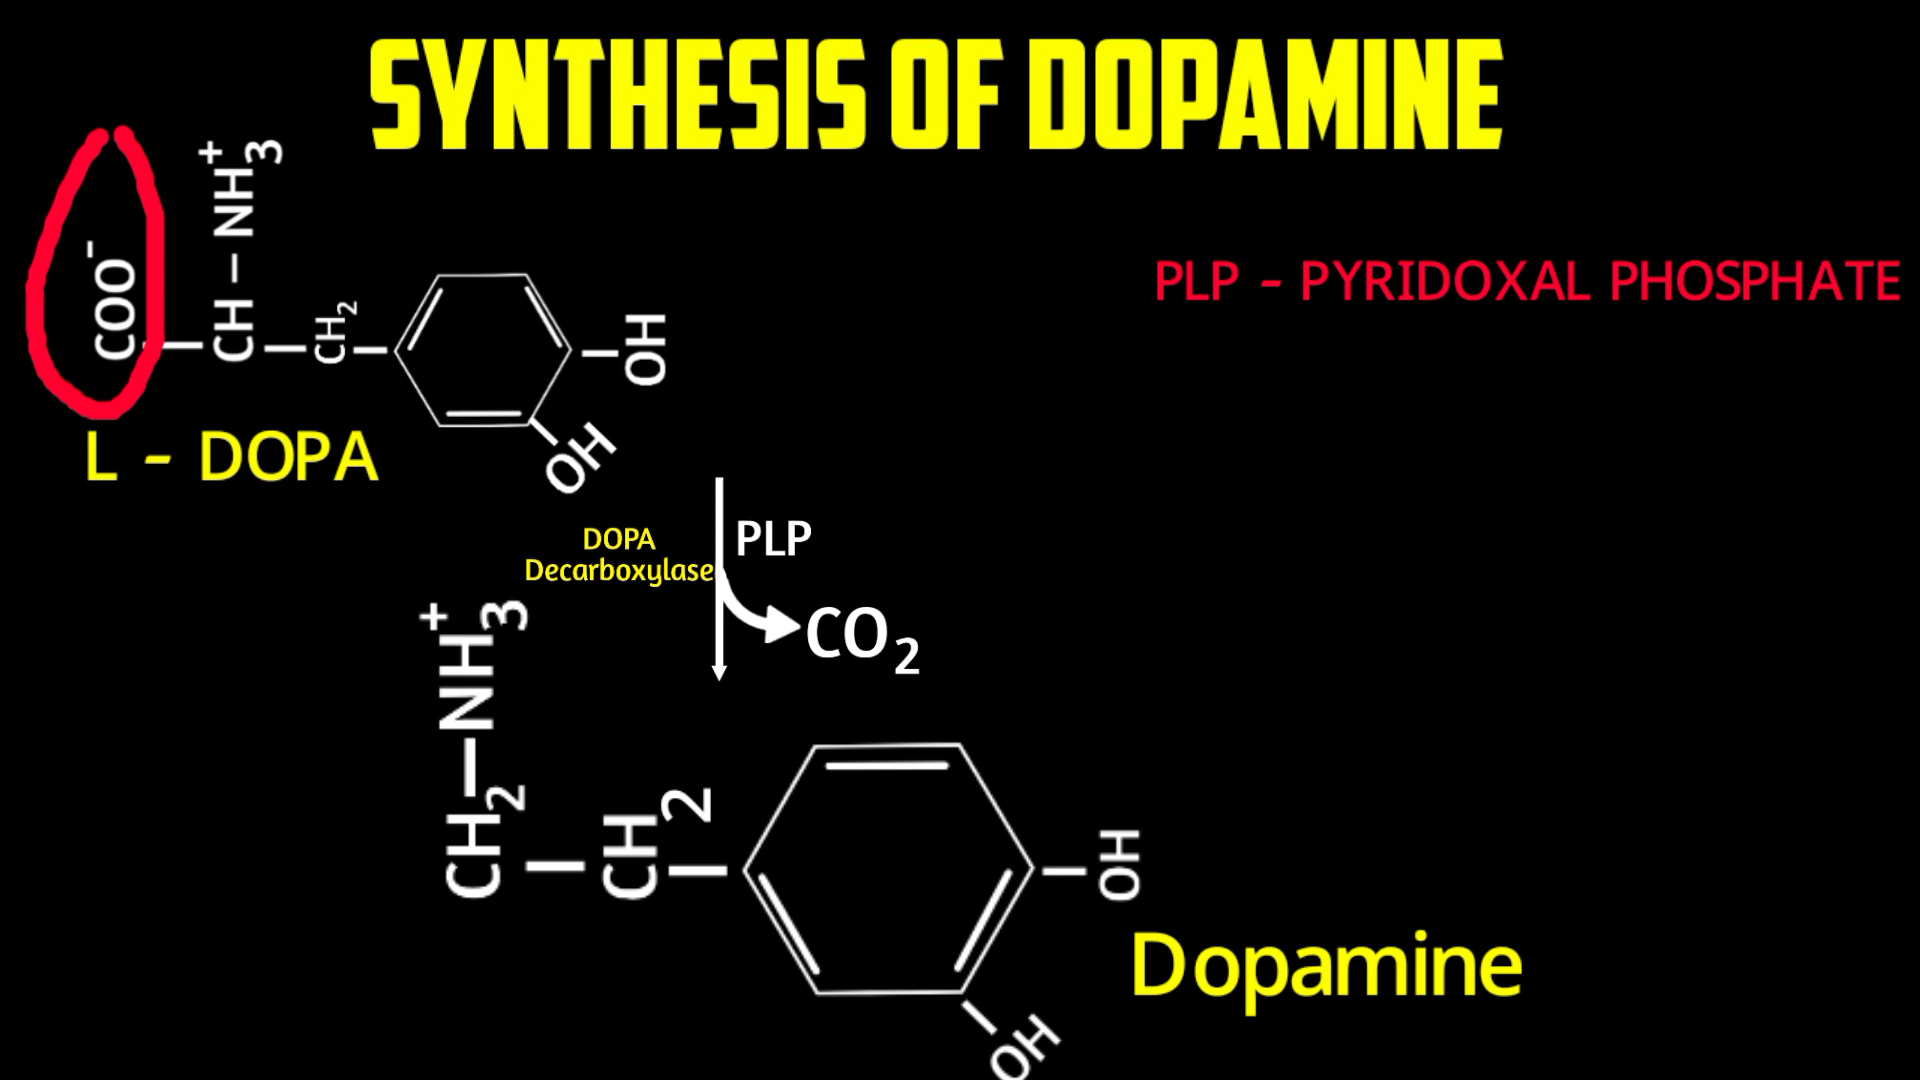 SYNTHESIS OF DOPAMINE
COO⁻ — CH — NH₃⁺
CH₂
OH
OH
L - DOPA
PLP - PYRIDOXAL PHOSPHATE
DOPA
Decarboxylase
PLP
CO₂
CH₂ — NH₃⁺
CH₂
OH
OH
Dopamine